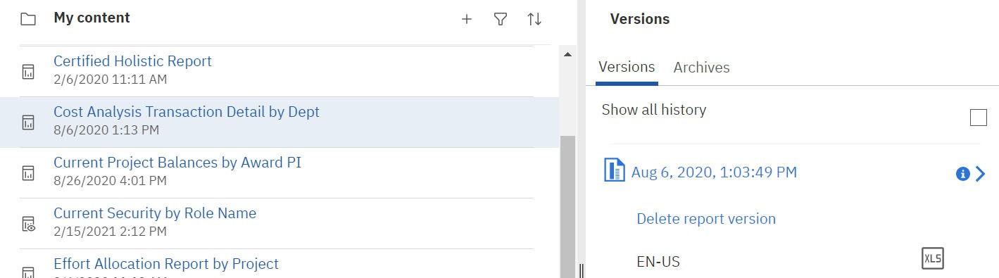 My content
Certified Holistic Report
2/6/2020 11:11 AM
Cost Analysis Transaction Detail by Dept
8/6/2020 1:13 PM
Current Project Balances by Award PI
8/26/2020 4:01 PM
Current Security by Role Name
2/15/2021 2:12 PM
Effort Allocation Report by Project
Versions
Versions Archives
Show all history
Aug 6, 2020, 1:03:49 PM
Delete report version
EN-US XLS